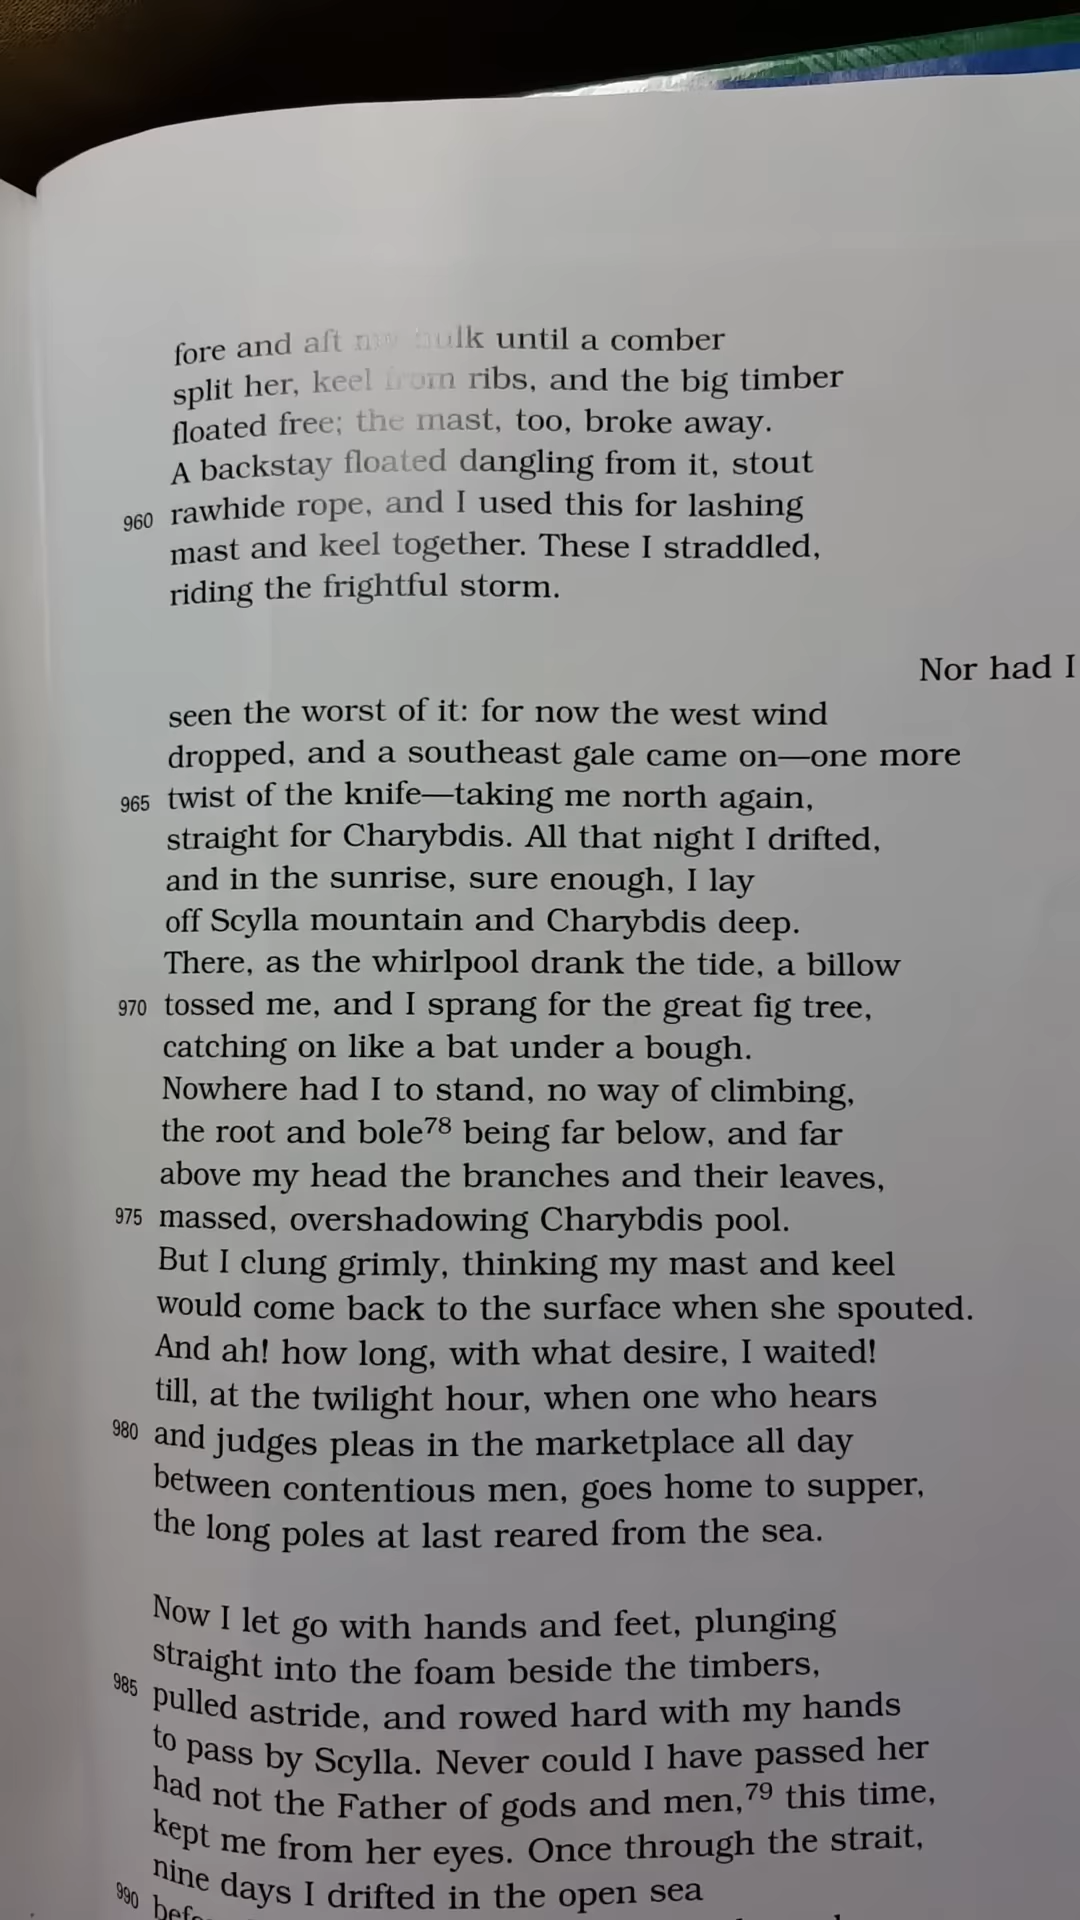 fore and aft my hulk until a comber
split her, keel from ribs, and the big timber
floated free; the mast, too, broke away.
A backstay floated dangling from it, stout
960 rawhide rope, and I used this for lashing
mast and keel together. These I straddled,
riding the frightful storm.
Nor had I
seen the worst of it: for now the west wind
dropped, and a southeast gale came on—one more
965 twist of the knife—taking me north again,
straight for Charybdis. All that night I drifted,
and in the sunrise, sure enough, I lay
off Scylla mountain and Charybdis deep.
There, as the whirlpool drank the tide, a billow
970 tossed me, and I sprang for the great fig tree,
catching on like a bat under a bough.
Nowhere had I to stand, no way of climbing,
the root and bole78 being far below, and far
above my head the branches and their leaves,
975 massed, overshadowing Charybdis pool.
But I clung grimly, thinking my mast and keel
would come back to the surface when she spouted.
And ah! how long, with what desire, I waited!
till, at the twilight hour, when one who hears
980 and judges pleas in the marketplace all day
between contentious men, goes home to supper,
the long poles at last reared from the sea.
Now I let go with hands and feet, plunging
straight into the foam beside the timbers,
985 pulled astride, and rowed hard with my hands
to pass by Scylla. Never could I have passed her
had not the Father of gods and men,79 this time,
kept me from her eyes. Once through the strait,
nine days I drifted in the open sea
990